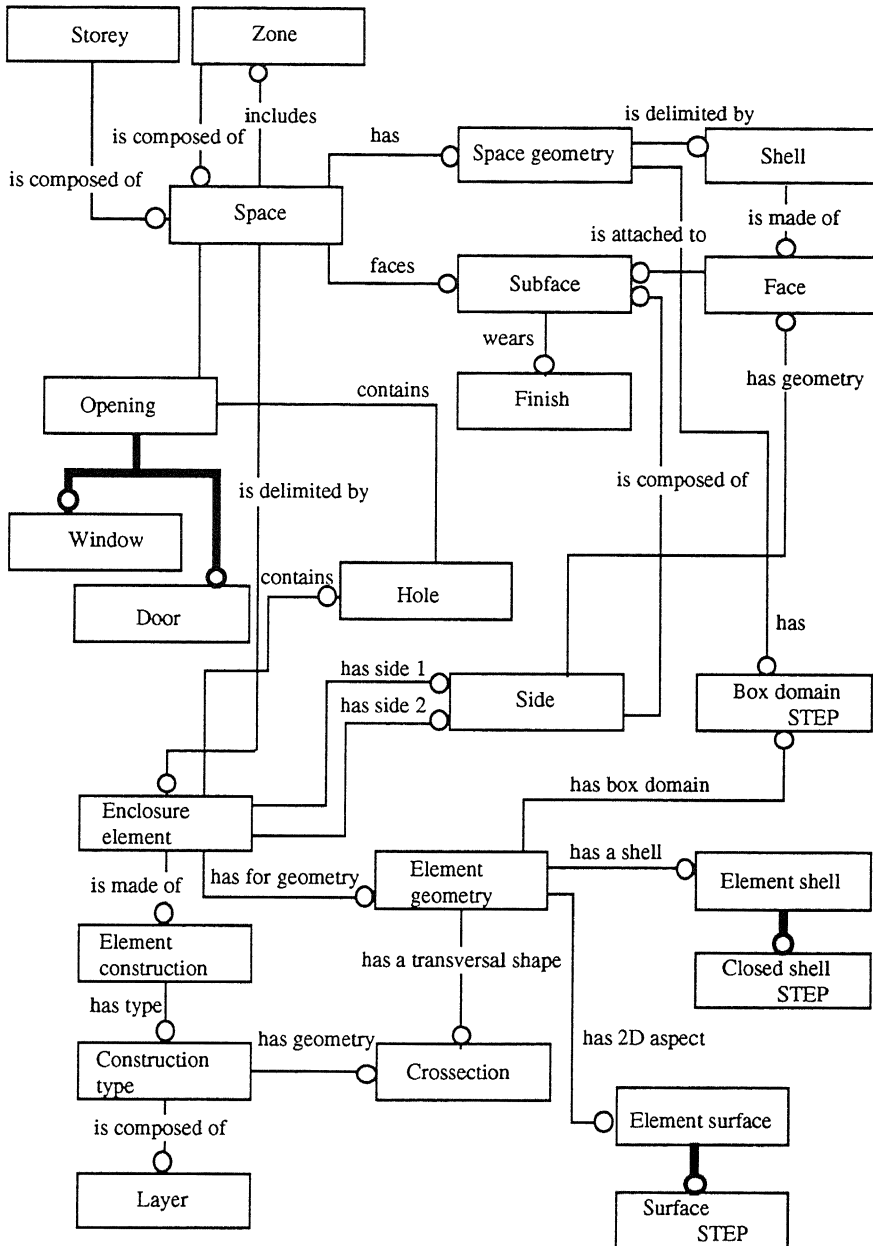 Storey
Zone
includes
is composed of
is composed of
Space
has
Space geometry
is delimited by
Shell
is made of
is attached to
faces
Subface
Face
wears
Finish
has geometry
Opening
contains
is composed of
is delimited by
Window
Door
contains
Hole
has
has side 1
has side 2
Side
Box domain
STEP
has box domain
Enclosure
element
is made of
has for geometry
Element
geometry
has a shell
Element shell
Element
construction
has a transversal shape
Closed shell
STEP
has type
has geometry
has 2D aspect
Construction
type
Crossection
is composed of
Element surface
Layer
Surface
STEP